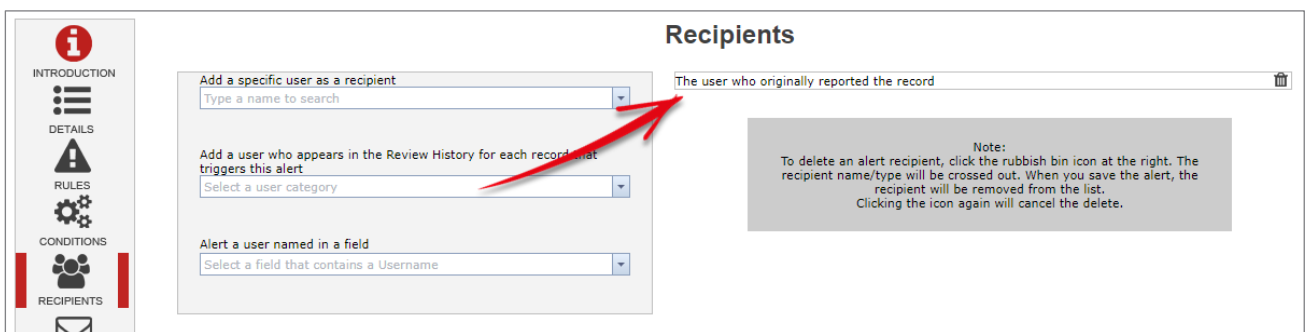 Recipients
INTRODUCTION
DETAILS
RULES
CONDITIONS
RECIPIENTS
Add a specific user as a recipient
Type a name to search
Add a user who appears in the Review History for each record that
triggers this alert
Select a user category
Alert a user named in a field
Select a field that contains a Username
The user who originally reported the record
Note:
To delete an alert recipient, click the rubbish bin icon at the right. The
recipient name/type will be crossed out. When you save the alert, the
recipient will be removed from the list.
Clicking the icon again will cancel the delete.